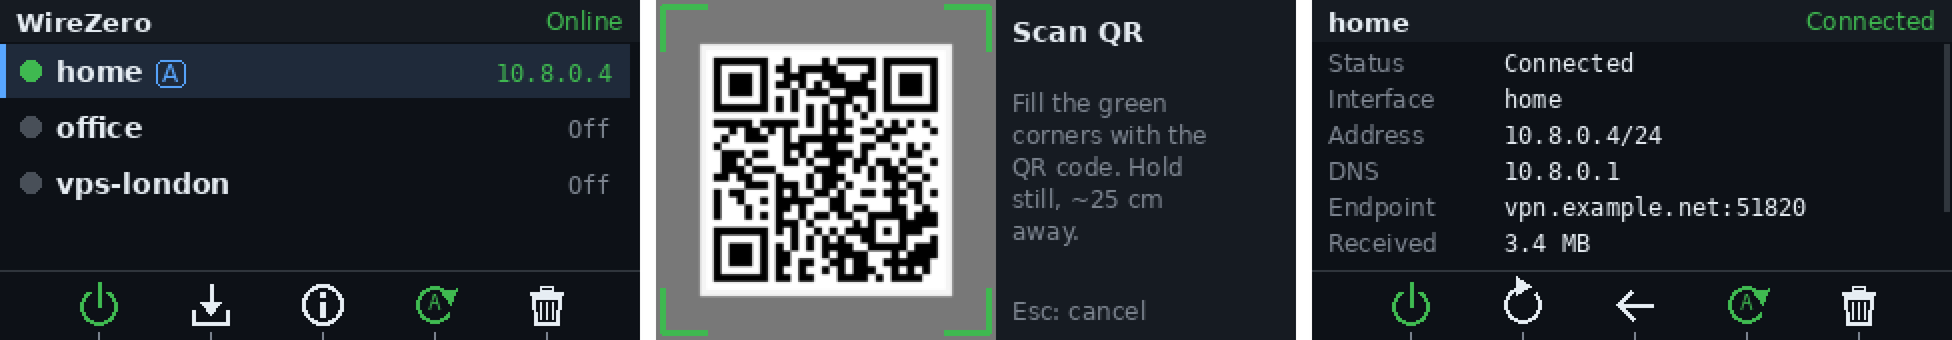 WireZero Online
home A 10.8.0.4
office Off
vps-london Off
A
Scan QR
Fill the green
corners with the
QR code. Hold
still, ~25 cm
away.
Esc: cancel
home Connected
Status Connected
Interface home
Address 10.8.0.4/24
DNS 10.8.0.1
Endpoint vpn.example.net:51820
Received 3.4 MB
A